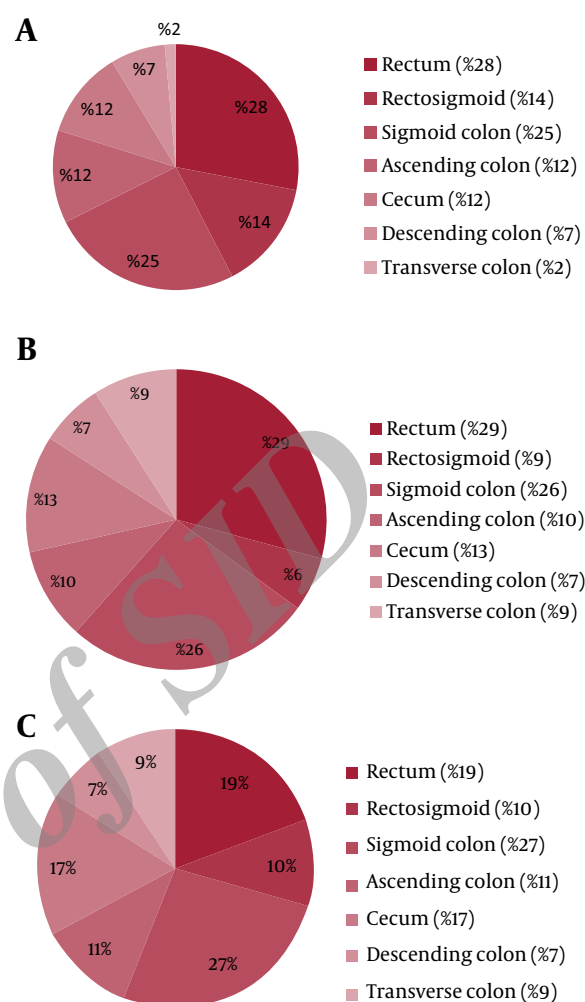 A
%2
%7
%12
%12
%25
%14
%28
Rectum (%28)
Rectosigmoid (%14)
Sigmoid colon (%25)
Ascending colon (%12)
Cecum (%12)
Descending colon (%7)
Transverse colon (%2)
B
%9
%7
%13
%10
%26
%6
%29
Rectum (%29)
Rectosigmoid (%9)
Sigmoid colon (%26)
Ascending colon (%10)
Cecum (%13)
Descending colon (%7)
Transverse colon (%9)
C
9%
7%
17%
11%
27%
10%
19%
Rectum (%19)
Rectosigmoid (%10)
Sigmoid colon (%27)
Ascending colon (%11)
Cecum (%17)
Descending colon (%7)
Transverse colon (%9)
of SID